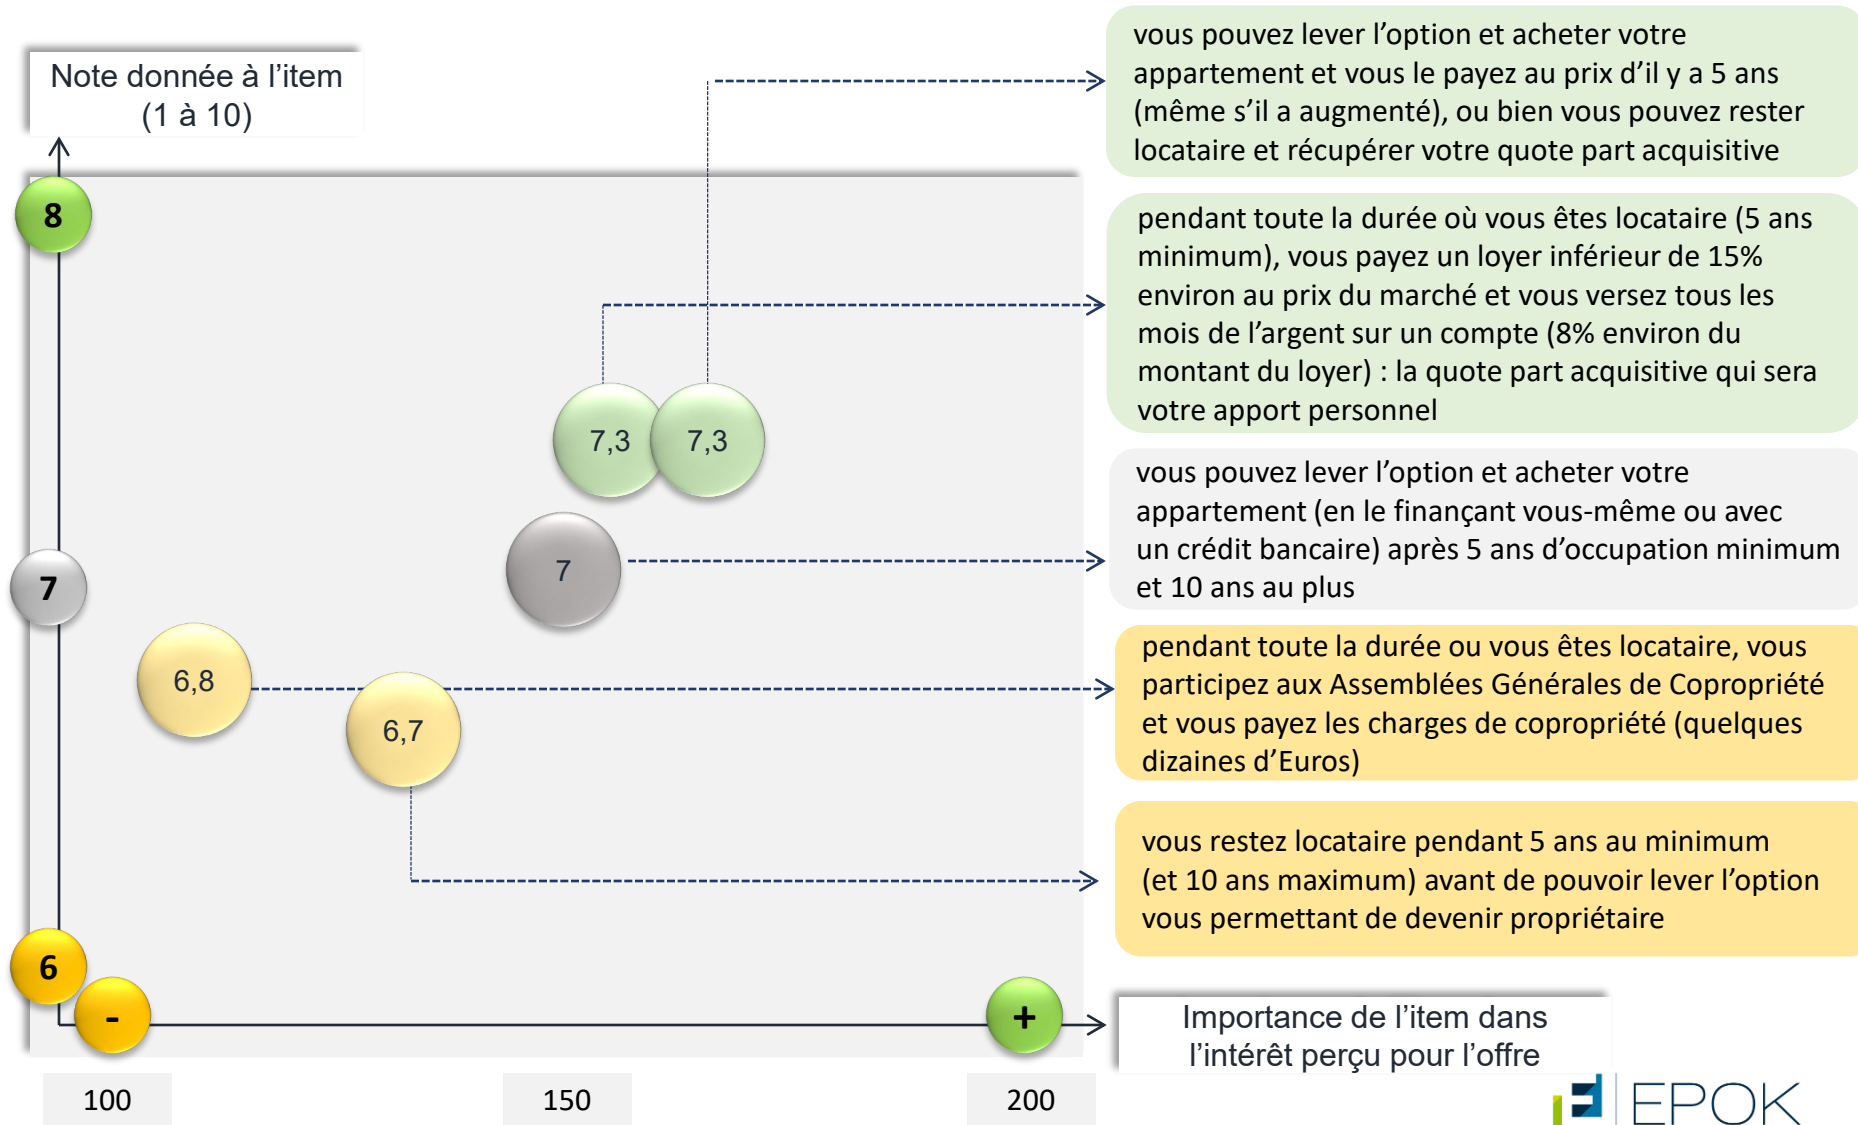 Note donnée à l’item
(1 à 10)
8
7
6
-
+
7,3
7,3
7
6,8
6,7
vous pouvez lever l’option et acheter votre
appartement et vous le payez au prix d’il y a 5 ans
(même s’il a augmenté), ou bien vous pouvez rester
locataire et récupérer votre quote part acquisitive
pendant toute la durée où vous êtes locataire (5 ans
minimum), vous payez un loyer inférieur de 15%
environ au prix du marché et vous versez tous les
mois de l’argent sur un compte (8% environ du
montant du loyer) : la quote part acquisitive qui sera
votre apport personnel
vous pouvez lever l’option et acheter votre
appartement (en le finançant vous-même ou avec
un crédit bancaire) après 5 ans d’occupation minimum
et 10 ans au plus
pendant toute la durée ou vous êtes locataire, vous
participez aux Assemblées Générales de Copropriété
et vous payez les charges de copropriété (quelques
dizaines d’Euros)
vous restez locataire pendant 5 ans au minimum
(et 10 ans maximum) avant de pouvoir lever l’option
vous permettant de devenir propriétaire
Importance de l’item dans
l’intérêt perçu pour l’offre
100
150
200
EPOK